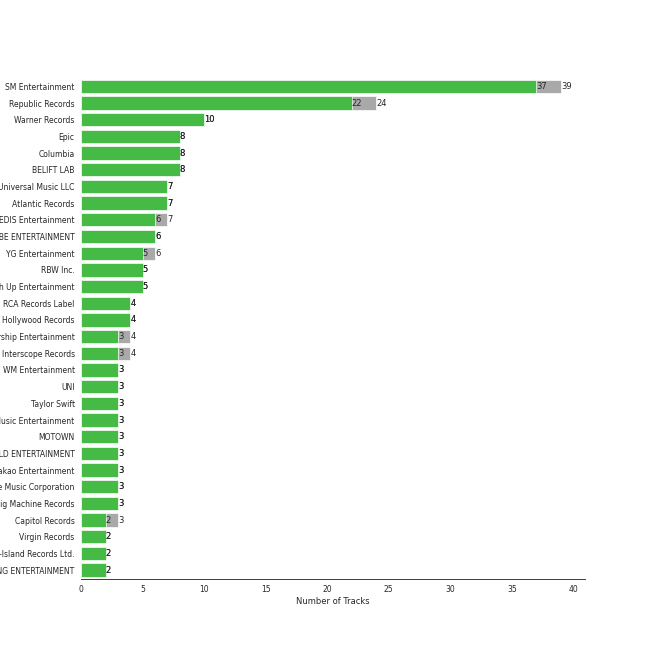 SM Entertainment 37 39
Republic Records 22 24
Warner Records 10
Epic 8
Columbia 8
BELIFT LAB 8
Universal Music LLC 7
Atlantic Records 7
EDIS Entertainment 6 7
BE ENTERTAINMENT 6
YG Entertainment 5 6
RBW Inc. 5
h Up Entertainment 5
RCA Records Label 4
Hollywood Records 4
rship Entertainment 3 4
Interscope Records 3 4
WM Entertainment 3
UNI 3
Taylor Swift 3
usic Entertainment 3
MOTOWN 3
LD ENTERTAINMENT 3
akao Entertainment 3
e Music Corporation 3
ig Machine Records 3
Capitol Records 2 3
Virgin Records 2
-Island Records Ltd. 2
NG ENTERTAINMENT 2
0 5 10 15 20 25 30 35 40
Number of Tracks